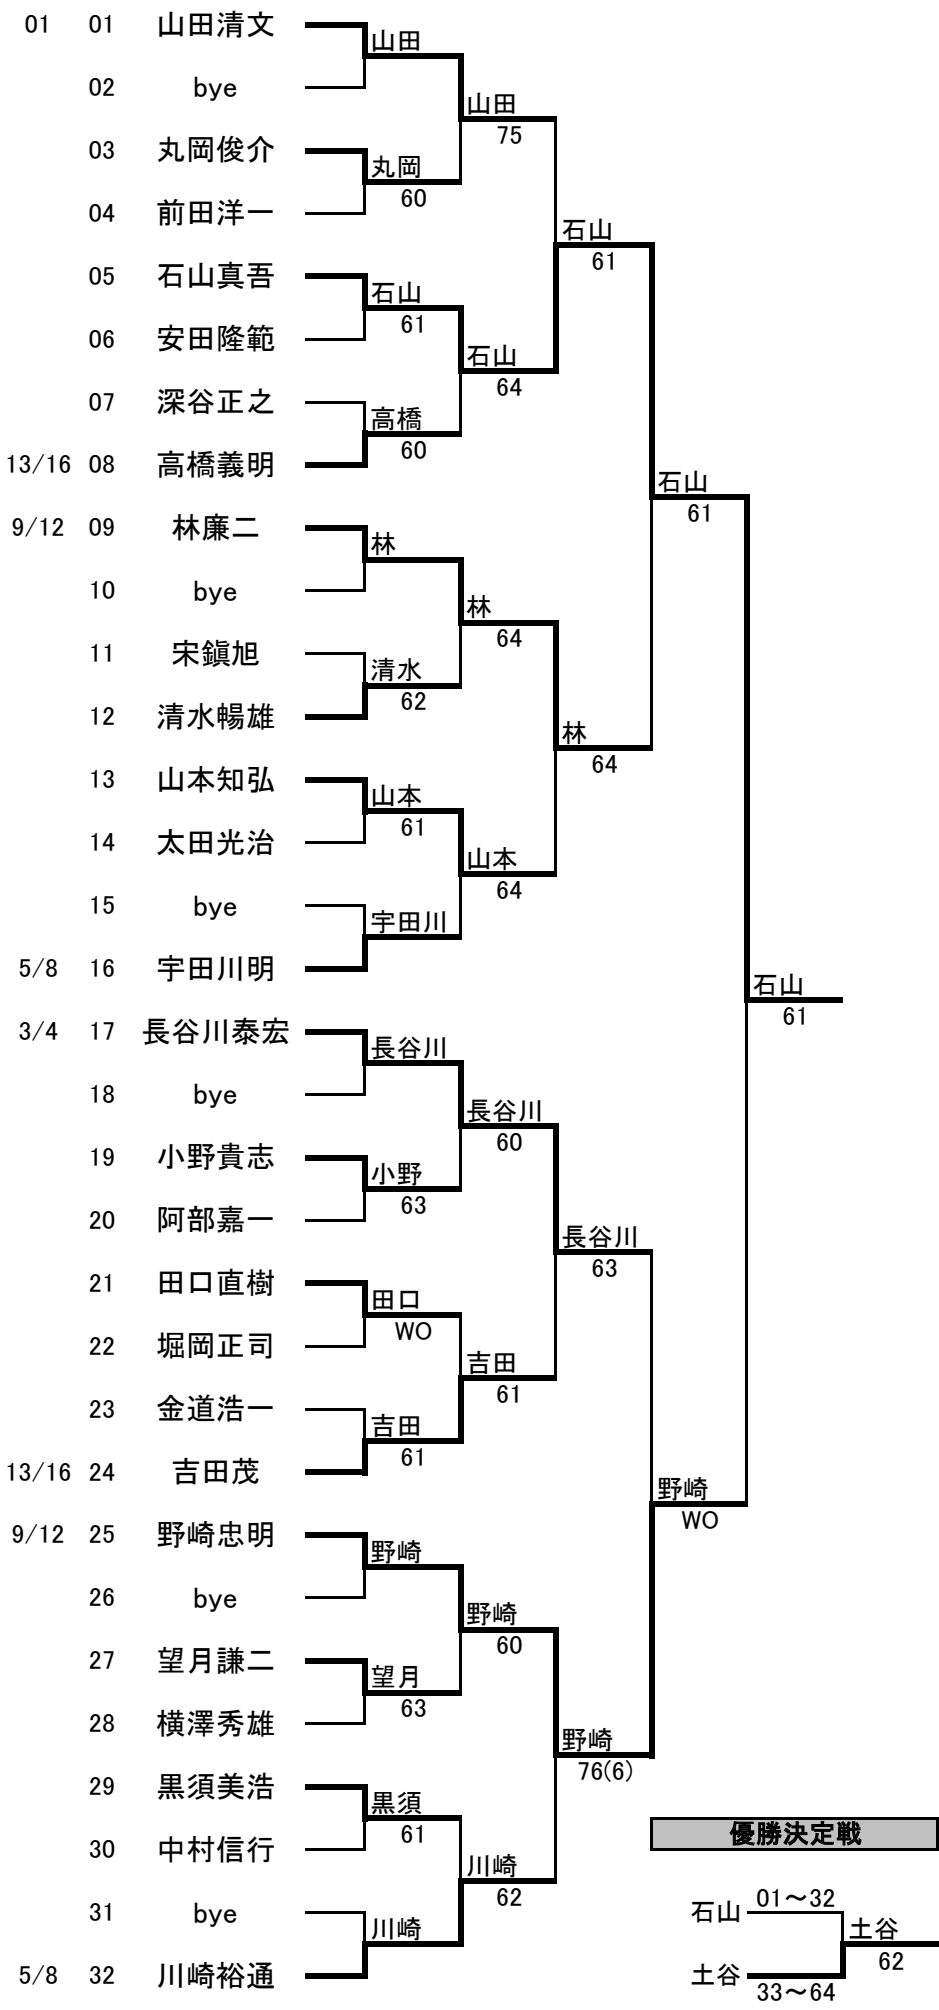 01 01 山田清文
山田
02 bye
山田
75
03 丸岡俊介
丸岡
60
04 前田洋一
石山
61
05 石山真吾
石山
61
06 安田隆範
石山
64
07 深谷正之
高橋
60
13/16 08 高橋義明
石山
61
9/12 09 林廉二
林
10 bye
林
64
11 宋鎭旭
清水
62
12 清水暢雄
林
64
13 山本知弘
山本
61
14 太田光治
山本
64
15 bye
宇田川
5/8 16 宇田川明
石山
61
3/4 17 長谷川泰宏
長谷川
18 bye
長谷川
60
19 小野貴志
小野
63
20 阿部嘉一
長谷川
63
21 田口直樹
田口
WO
22 堀岡正司
吉田
61
23 金道浩一
吉田
61
13/16 24 吉田茂
野崎
WO
9/12 25 野崎忠明
野崎
26 bye
野崎
60
27 望月謙二
望月
63
28 横澤秀雄
野崎
76(6)
29 黒須美浩
黒須
61
30 中村信行
川崎
62
31 bye
川崎
5/8 32 川崎裕通
優勝決定戦
石山 01～32
土谷
62
土谷 33～64